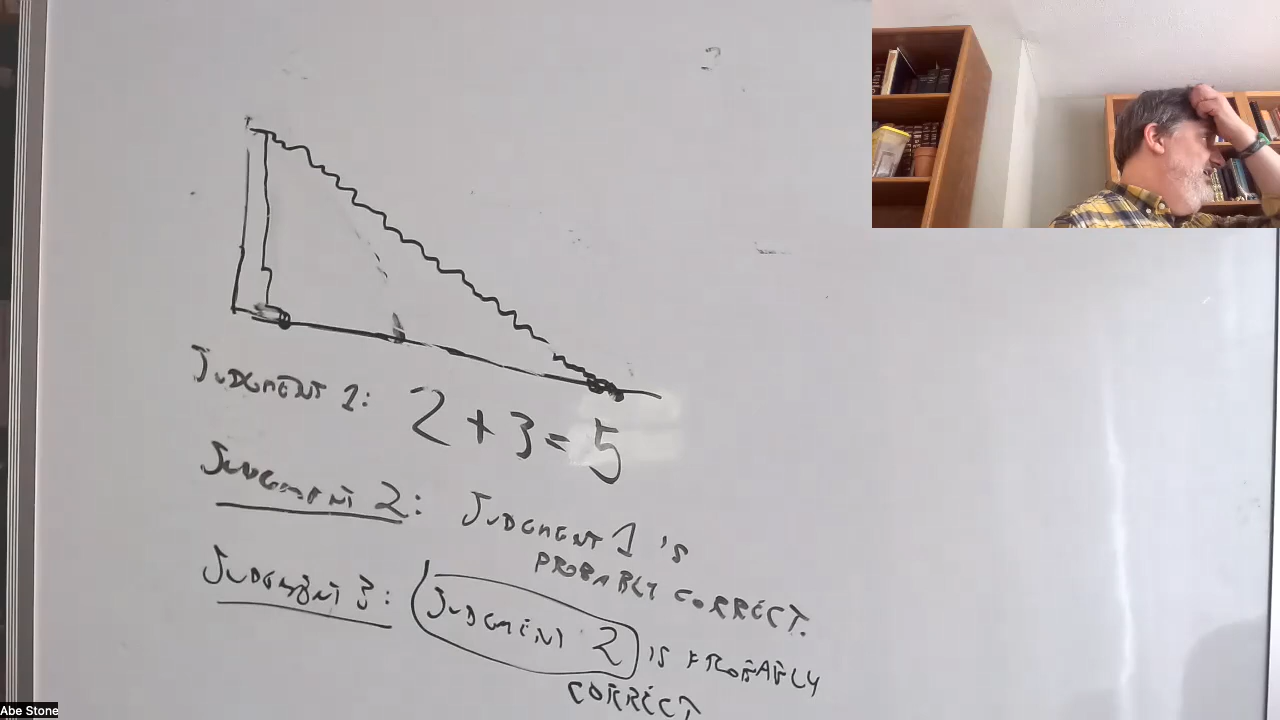 JUDGMENT 1: 2 + 3 = 5
JUDGMENT 2: JUDGMENT 1 is
PROBABLY CORRECT.
JUDGMENT 3: JUDGMENT 2 is PROBABLY
CORRECT
Abe Stone